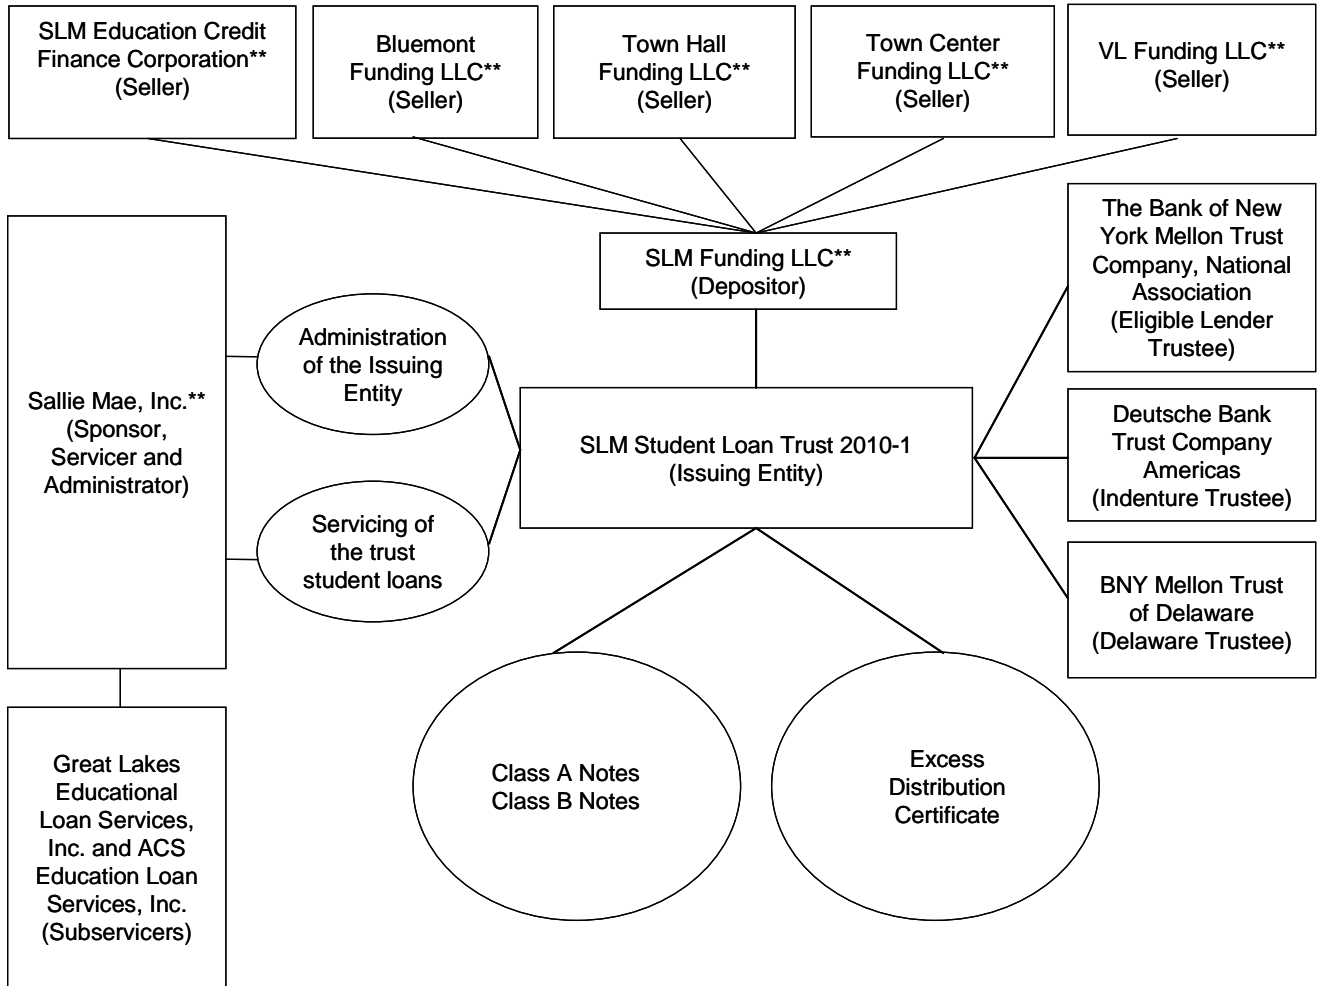 SLM Education Credit
Finance Corporation**
(Seller)
Bluemont
Funding LLC**
(Seller)
Town Hall
Funding LLC**
(Seller)
Town Center
Funding LLC**
(Seller)
VL Funding LLC**
(Seller)
SLM Funding LLC**
(Depositor)
The Bank of New
York Mellon Trust
Company, National
Association
(Eligible Lender
Trustee)
Administration
of the Issuing
Entity
Sallie Mae, Inc.**
(Sponsor,
Servicer and
Administrator)
SLM Student Loan Trust 2010-1
(Issuing Entity)
Deutsche Bank
Trust Company
Americas
(Indenture Trustee)
Servicing of
the trust
student loans
BNY Mellon Trust
of Delaware
(Delaware Trustee)
Great Lakes
Educational
Loan Services,
Inc. and ACS
Education Loan
Services, Inc.
(Subservicers)
Class A Notes
Class B Notes
Excess
Distribution
Certificate